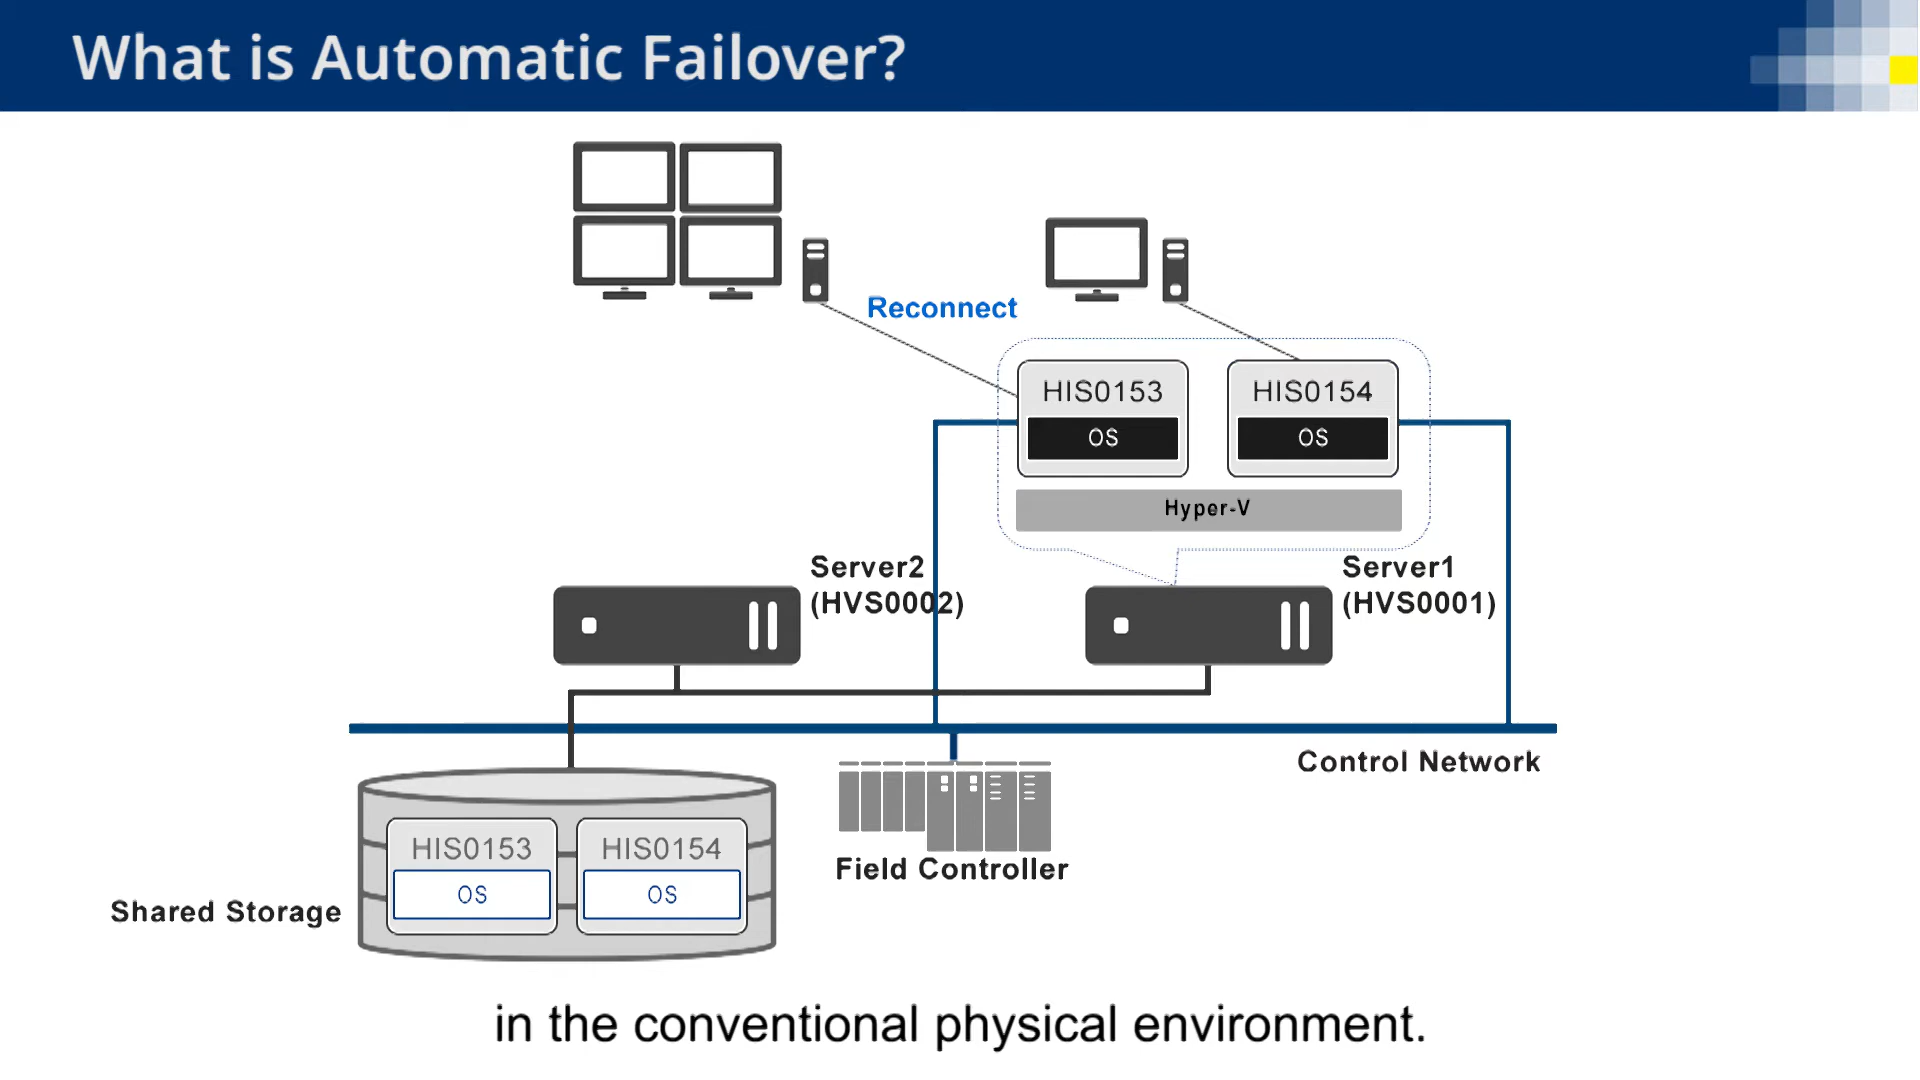 What is Automatic Failover?
Reconnect
HIS0153
OS
HIS0154
OS
Hyper-V
Server2
(HVS0002)
Server1
(HVS0001)
Control Network
Field Controller
Shared Storage
HIS0153
OS
HIS0154
OS
in the conventional physical environment.